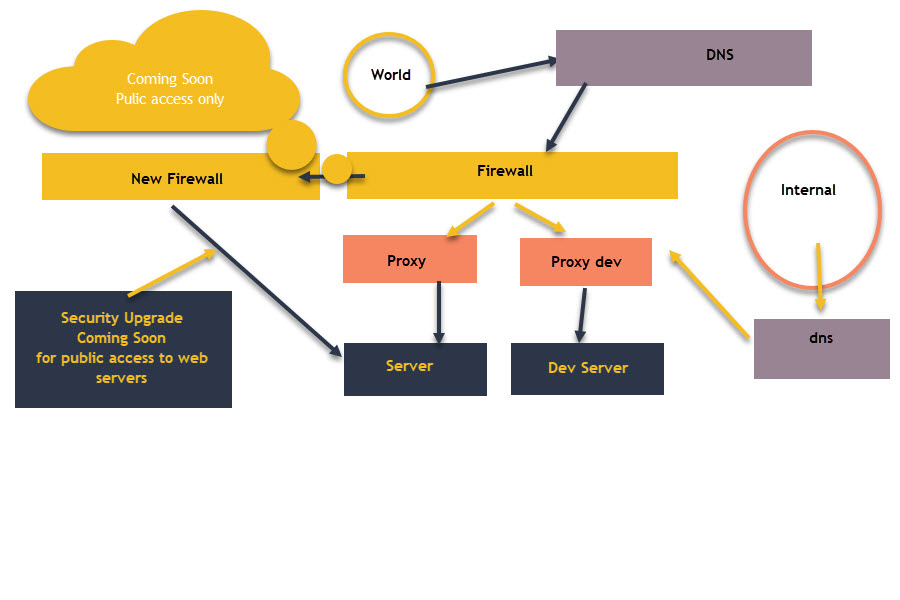 Coming Soon
Pulic access only
World
DNS
New Firewall
Firewall
Internal
Proxy
Proxy dev
Security Upgrade
Coming Soon
for public access to web
servers
Server
Dev Server
dns